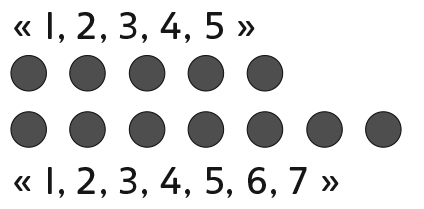 « 1, 2, 3, 4, 5 »
« 1, 2, 3, 4, 5, 6, 7 »